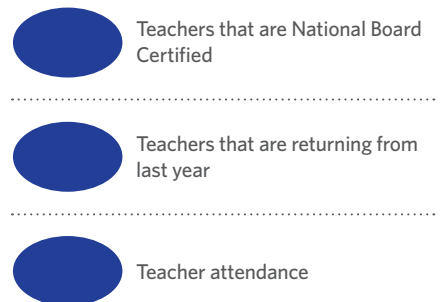 Teachers that are National Board
Certified
Teachers that are returning from
last year
Teacher attendance